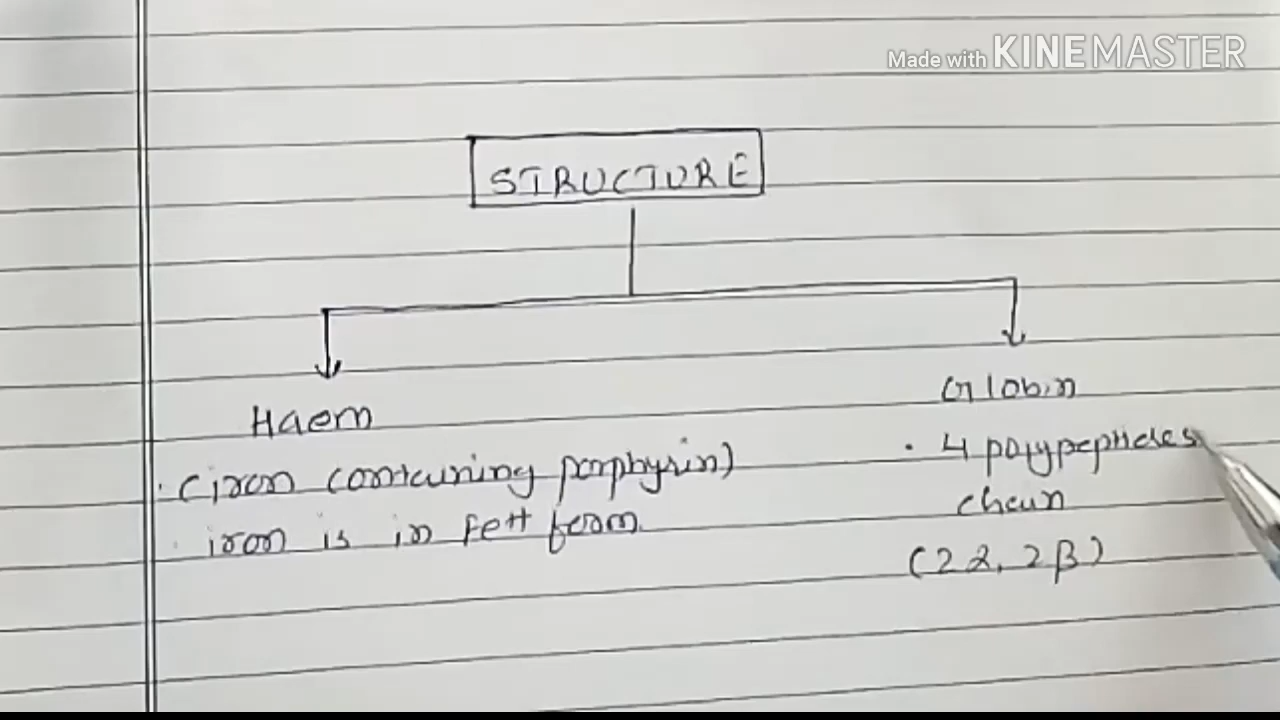 Made with KINEMASTER
STRUCTURE
Haem
Globin
(iron containing porphyrin)
iron is in Fe++ form
• 4 polypeptides
chain
(2α, 2β)